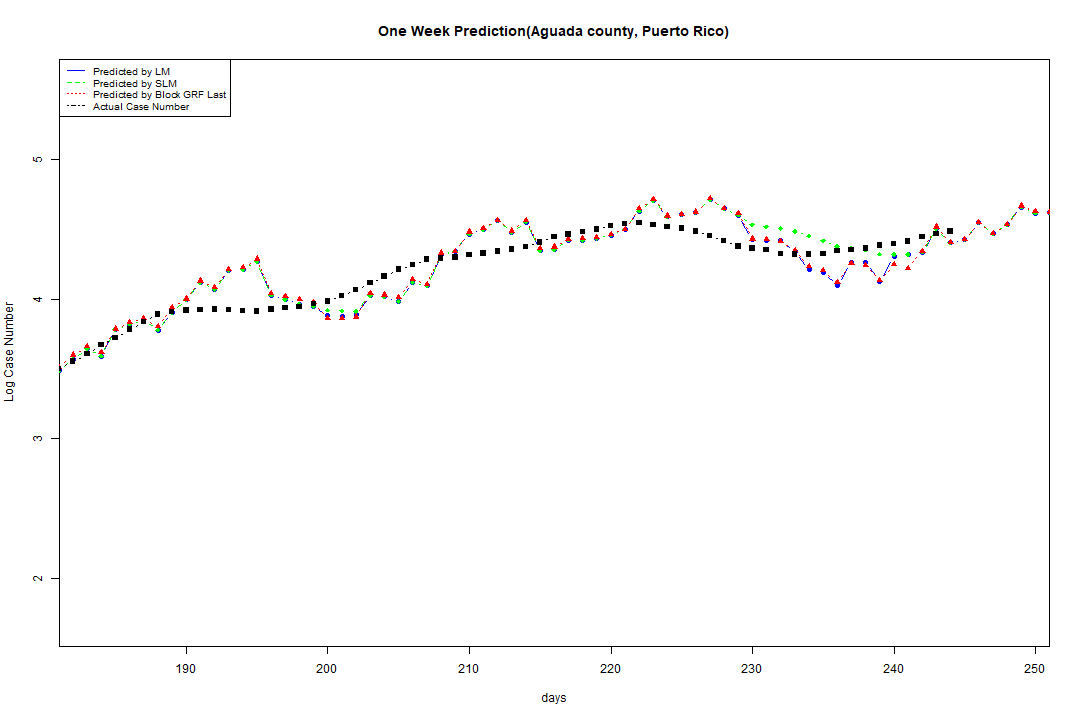 One Week Prediction(Aguada county, Puerto Rico)
Predicted by LM
Predicted by SLM
Predicted by Block GRF Last
Actual Case Number
5
4
3
2
Log Case Number
190 200 210 220 230 240 250
days